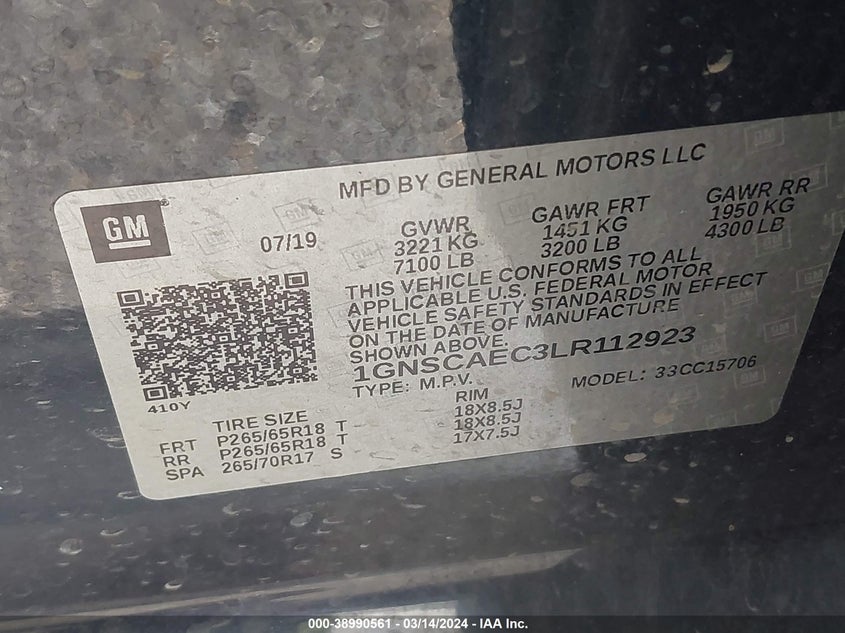 MFD BY GENERAL MOTORS LLC
GM
07/19
GVWR
3221 KG
7100 LB
GAWR FRT
1451 KG
3200 LB
GAWR RR
1950 KG
4300 LB
THIS VEHICLE CONFORMS TO ALL
APPLICABLE U.S. FEDERAL MOTOR
VEHICLE SAFETY STANDARDS IN EFFECT
ON THE DATE OF MANUFACTURE
SHOWN ABOVE.
1GNSCAEC3LR112923
TYPE: M.P.V.
MODEL: 33CC15706
410Y
TIRE SIZE RIM
FRT P265/65R18 T 18X8.5J
RR P265/65R18 T 18X8.5J
SPA 265/70R17 S 17X7.5J
000-38990561 - 03/14/2024 - IAA Inc.